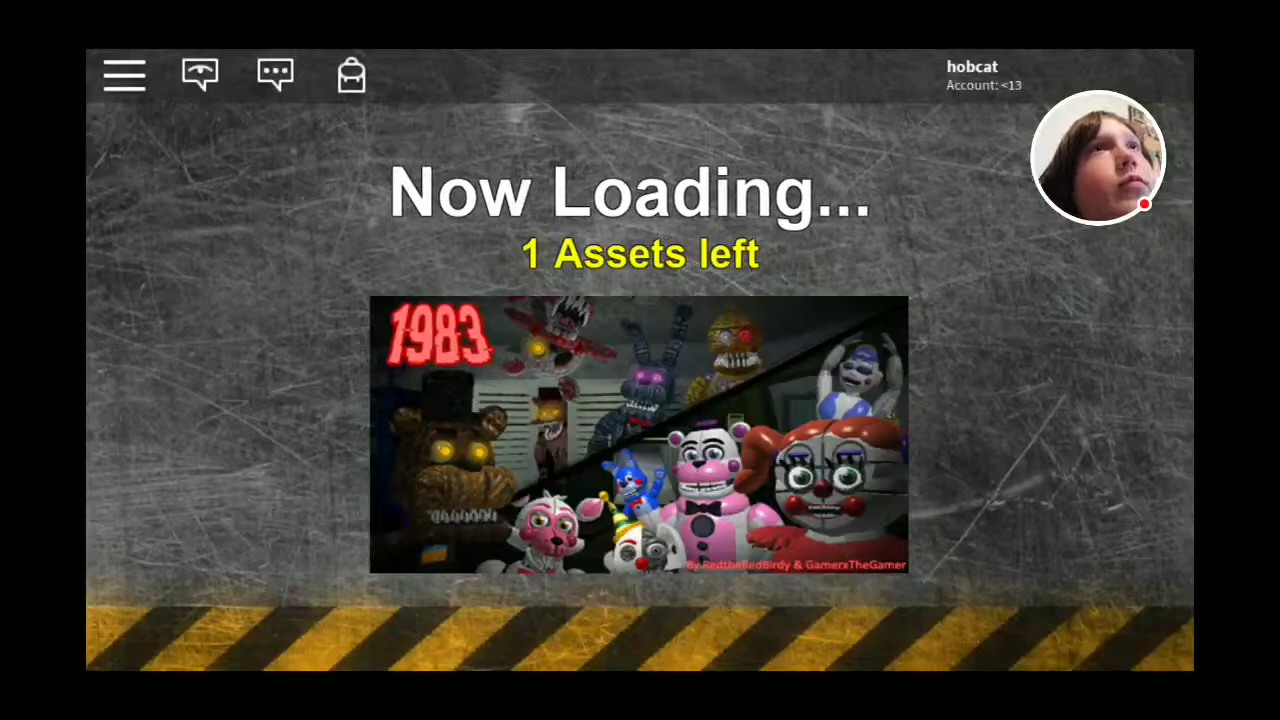 hobcat
Account: <13
Now Loading...
1 Assets left
1983
By RedtheRedBirdy & GamerxTheGamer